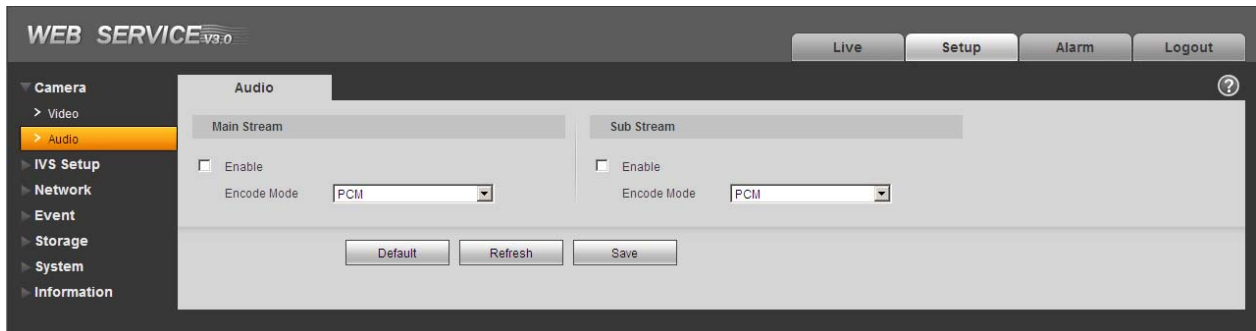 WEB SERVICE V3.0
Live
Setup
Alarm
Logout
Camera
> Video
> Audio
IVS Setup
Network
Event
Storage
System
Information
Audio
?
Main Stream
Enable
Encode Mode PCM
Sub Stream
Enable
Encode Mode PCM
Default
Refresh
Save